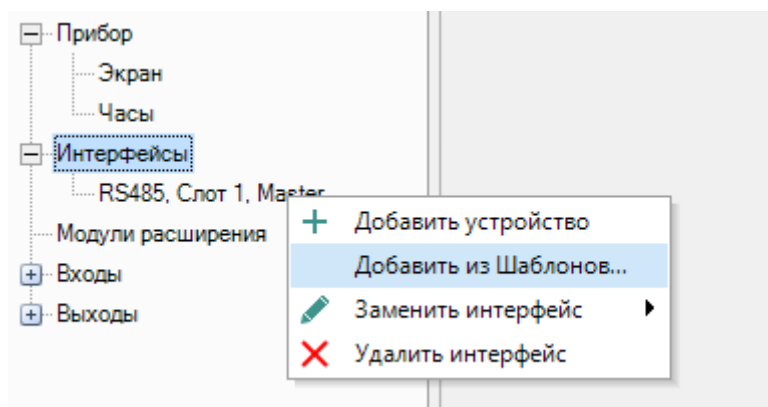 Прибор
Экран
Часы
Интерфейсы
RS485, Слот 1, Master
Модули расширения
Входы
Выходы
Добавить устройство
Добавить из Шаблонов...
Заменить интерфейс
Удалить интерфейс